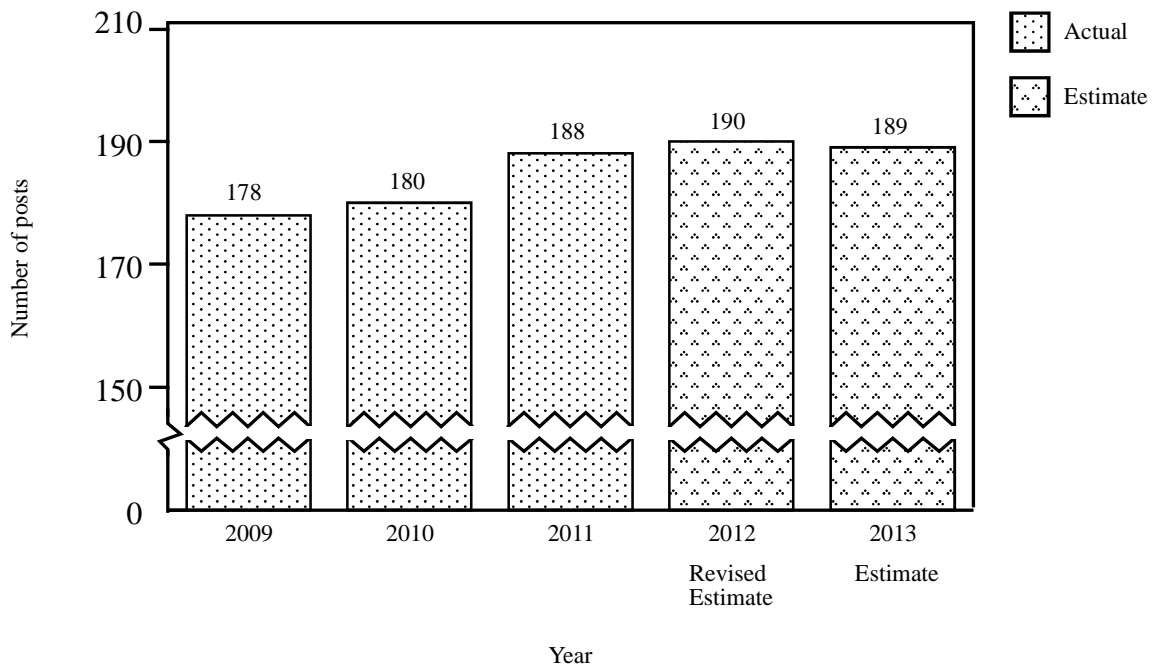 210
190
170
150
0
Number of posts
178
180
188
190
189
2009
2010
2011
2012
2013
Revised
Estimate
Estimate
Year
Actual
Estimate